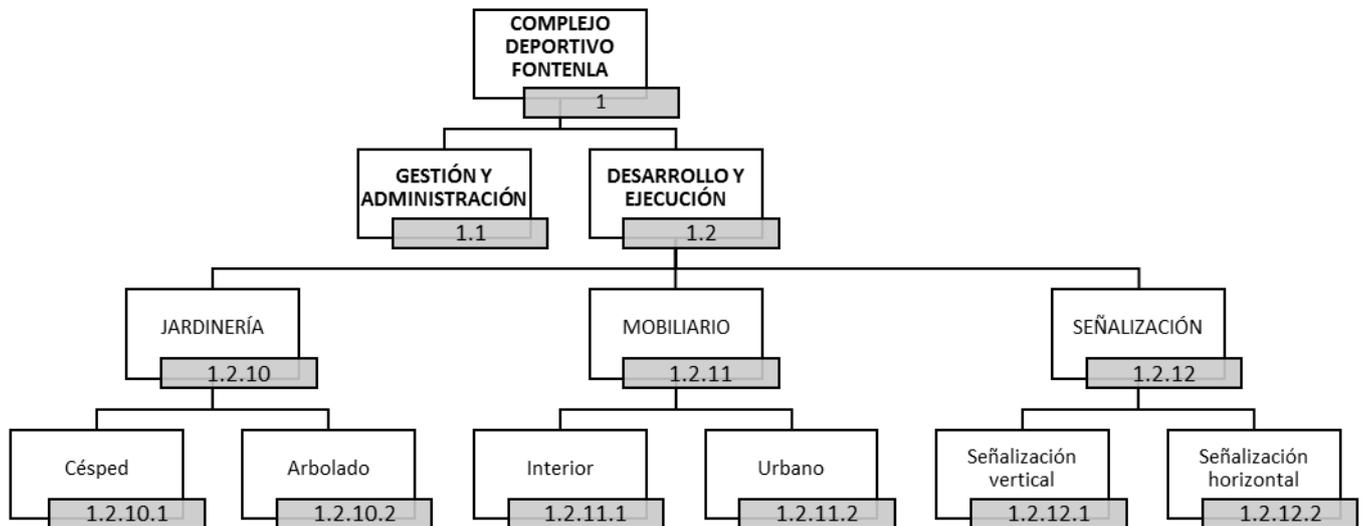 COMPLEJO
DEPORTIVO
FONTENLA
1
GESTIÓN Y
ADMINISTRACIÓN
1.1
DESARROLLO Y
EJECUCIÓN
1.2
JARDINERÍA
1.2.10
MOBILIARIO
1.2.11
SEÑALIZACIÓN
1.2.12
Césped
1.2.10.1
Arbolado
1.2.10.2
Interior
1.2.11.1
Urbano
1.2.11.2
Señalización
vertical
1.2.12.1
Señalización
horizontal
1.2.12.2